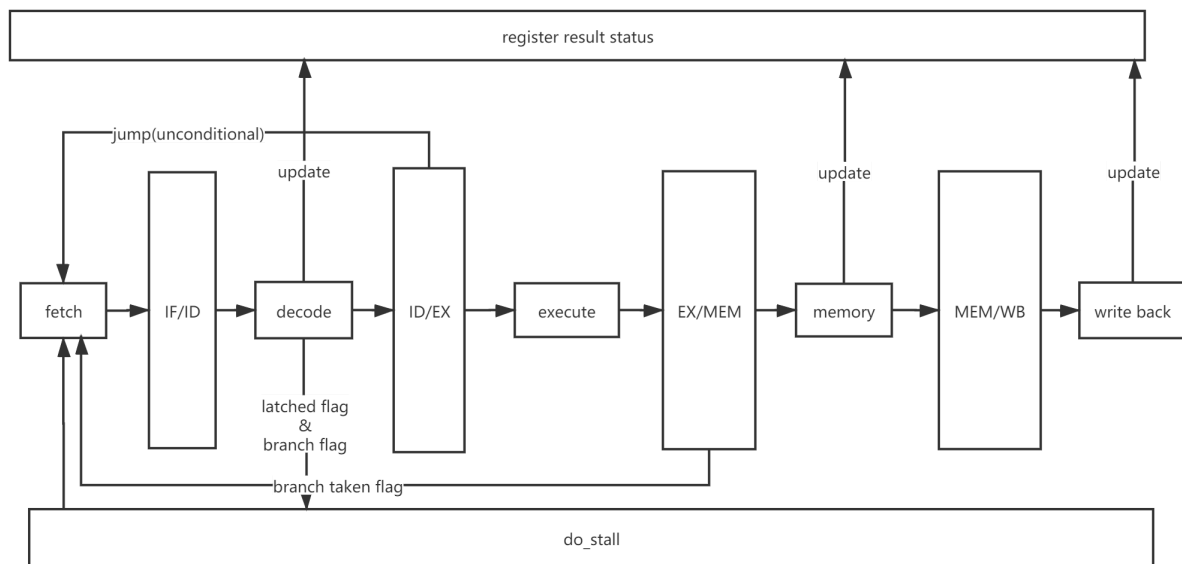 register result status
jump(unconditional)
update
update
update
fetch
IF/ID
decode
ID/EX
execute
EX/MEM
memory
MEM/WB
write back
latched flag
&
branch flag
branch taken flag
do_stall